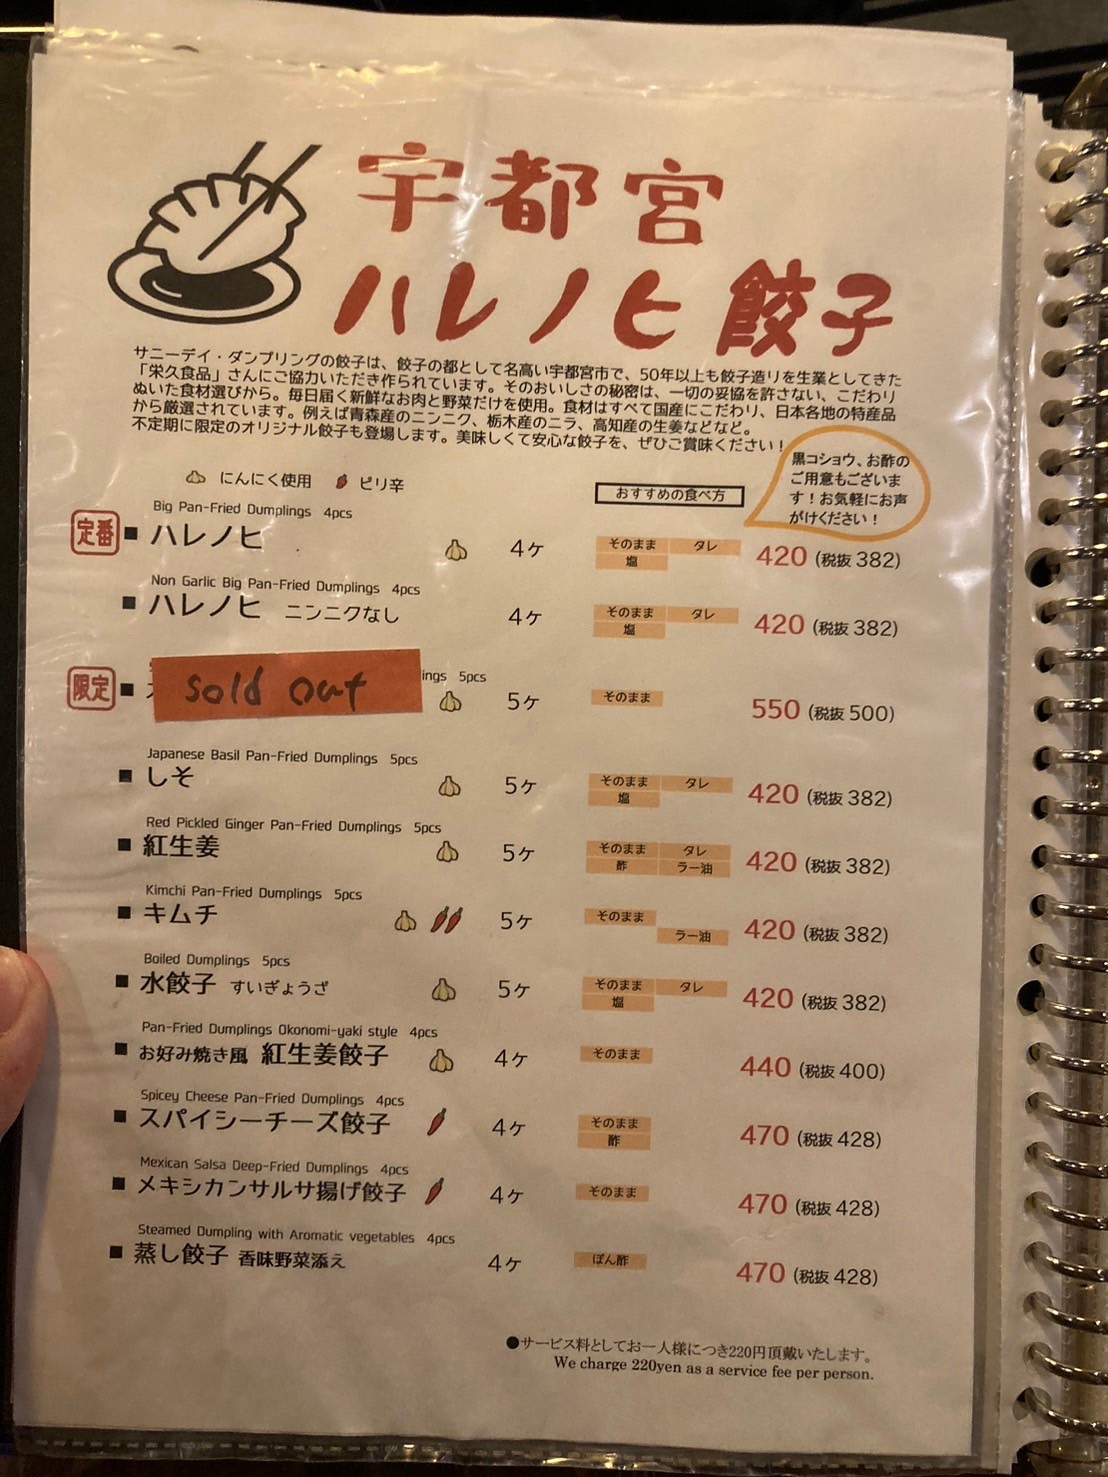 宇都宮
ハレノヒ餃子
サニーデイ・ダンプリングの餃子は、餃子の都として名高い宇都宮市で、50年以上も餃子造りを生業としてきた
「栄久食品」さんにご協力いただき作られています。そのおいしさの秘密は、一切の妥協を許さない、こだわり
ぬいた食材選びから。毎日届く新鮮なお肉と野菜だけを使用。食材はすべて国産にこだわり、日本各地の特産品
から厳選されています。例えば青森産のニンニク、栃木産のニラ、高知産の生姜などなど。
不定期に限定のオリジナル餃子も登場します。美味しくて安心な餃子を、ぜひご賞味ください！
黒コショウ、お酢の
ご用意もございま
す！お気軽にお声
がけください！
にんにく使用 ピリ辛
おすすめの食べ方
Big Pan-Fried Dumplings 4pcs
定番 ■ ハレノヒ 4ケ そのまま タレ 塩 420 (税抜 382)
Non Garlic Big Pan-Fried Dumplings 4pcs
■ ハレノヒ ニンニクなし 4ケ そのまま タレ 塩 420 (税抜 382)
ings 5pcs
限定 ■ sold out 5ケ そのまま 550 (税抜 500)
Japanese Basil Pan-Fried Dumplings 5pcs
■ しそ 5ケ そのまま タレ 塩 420 (税抜 382)
Red Pickled Ginger Pan-Fried Dumplings 5pcs
■ 紅生姜 5ケ そのまま タレ 酢 ラー油 420 (税抜 382)
Kimchi Pan-Fried Dumplings 5pcs
■ キムチ 5ケ そのまま ラー油 420 (税抜 382)
Boiled Dumplings 5pcs
■ 水餃子 すいぎょうざ 5ケ そのまま タレ 塩 420 (税抜 382)
Pan-Fried Dumplings Okonomi-yaki style 4pcs
■ お好み焼き風 紅生姜餃子 4ケ そのまま 440 (税抜 400)
Spicey Cheese Pan-Fried Dumplings 4pcs
■ スパイシーチーズ餃子 4ケ そのまま 酢 470 (税抜 428)
Mexican Salsa Deep-Fried Dumplings 4pcs
■ メキシカンサルサ揚げ餃子 4ケ そのまま 470 (税抜 428)
Steamed Dumpling with Aromatic vegetables 4pcs
■ 蒸し餃子 香味野菜添え 4ケ ぽん酢 470 (税抜 428)
●サービス料としてお一人様につき220円頂戴いたします。
We charge 220yen as a service fee per person.